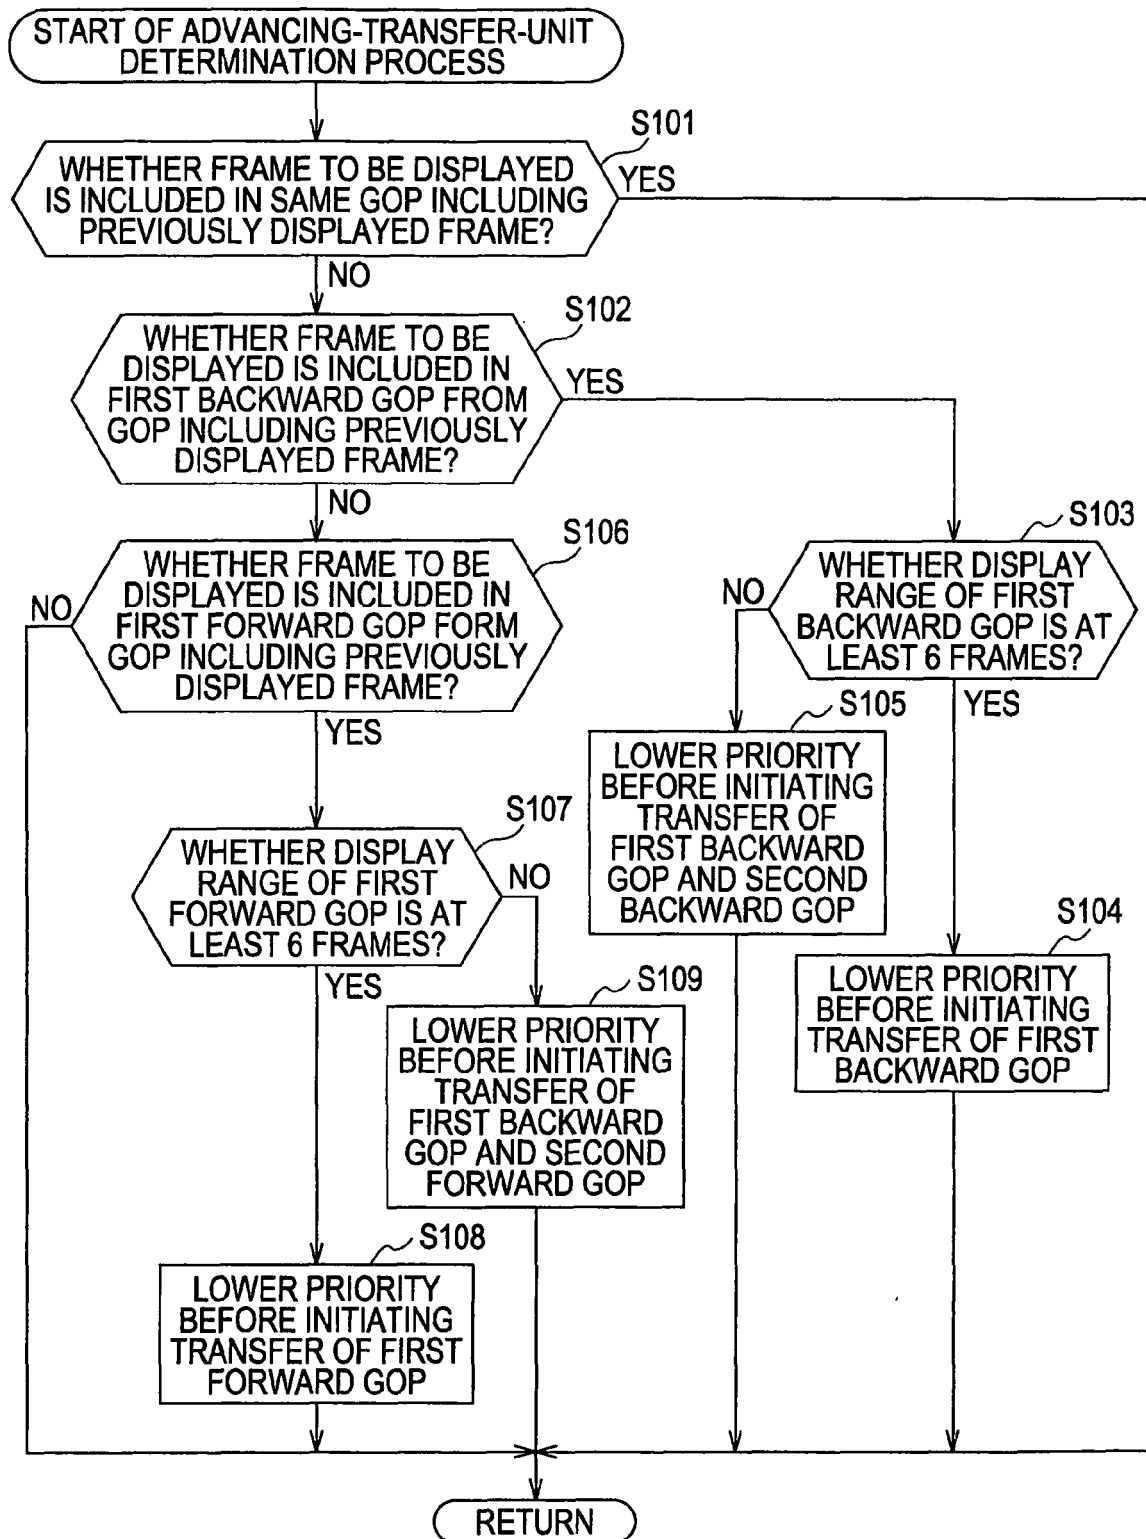 START OF ADVANCING-TRANSFER-UNIT
DETERMINATION PROCESS
S101
WHETHER FRAME TO BE DISPLAYED
IS INCLUDED IN SAME GOP INCLUDING
PREVIOUSLY DISPLAYED FRAME?
YES
NO
S102
WHETHER FRAME TO BE
DISPLAYED IS INCLUDED IN
FIRST BACKWARD GOP FROM
GOP INCLUDING PREVIOUSLY
DISPLAYED FRAME?
YES
NO
S103
WHETHER DISPLAY
RANGE OF FIRST
BACKWARD GOP IS AT
LEAST 6 FRAMES?
NO
YES
S106
WHETHER FRAME TO BE
DISPLAYED IS INCLUDED IN
FIRST FORWARD GOP FORM
GOP INCLUDING PREVIOUSLY
DISPLAYED FRAME?
NO
YES
S105
LOWER PRIORITY
BEFORE INITIATING
TRANSFER OF
FIRST BACKWARD
GOP AND SECOND
BACKWARD GOP
S104
LOWER PRIORITY
BEFORE INITIATING
TRANSFER OF FIRST
BACKWARD GOP
S107
WHETHER DISPLAY
RANGE OF FIRST
FORWARD GOP IS AT
LEAST 6 FRAMES?
NO
YES
S109
LOWER PRIORITY
BEFORE INITIATING
TRANSFER OF
FIRST BACKWARD
GOP AND SECOND
FORWARD GOP
S108
LOWER PRIORITY
BEFORE INITIATING
TRANSFER OF FIRST
FORWARD GOP
RETURN